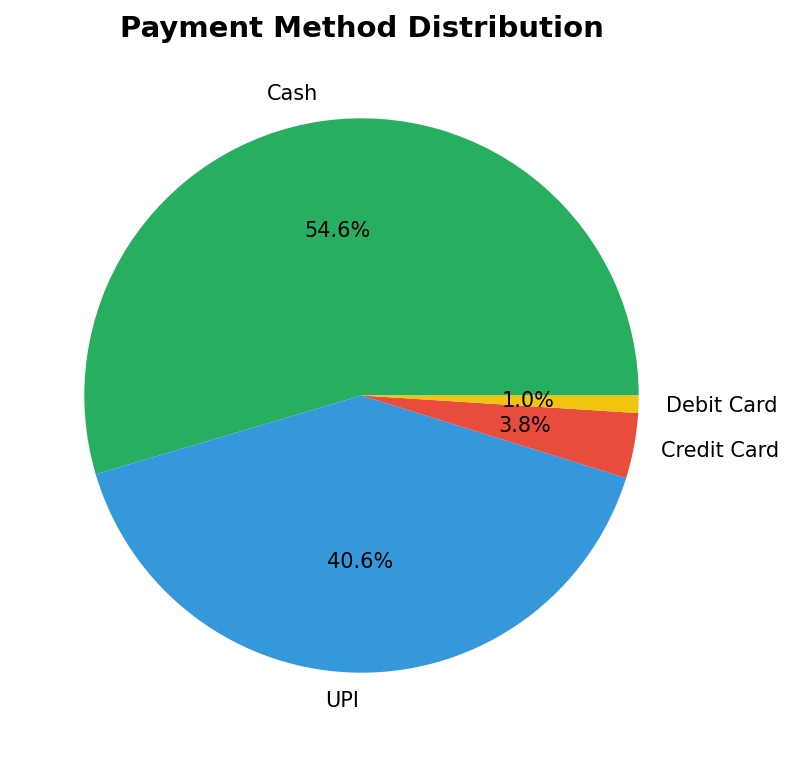 Payment Method Distribution
Cash
54.6%
1.0%
Debit Card
3.8%
Credit Card
40.6%
UPI